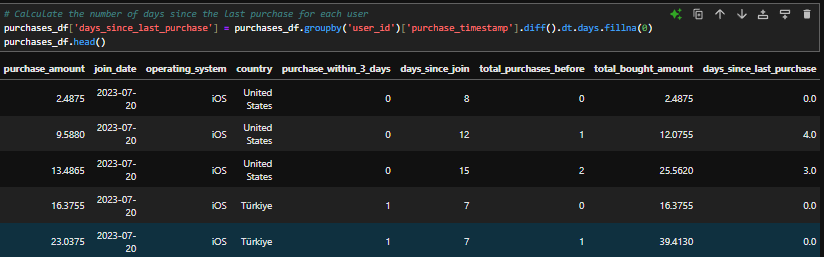 # Calculate the number of days since the last purchase for each user
purchases_df['days_since_last_purchase'] = purchases_df.groupby('user_id')['purchase_timestamp'].diff().dt.days.fillna(0)
purchases_df.head()
purchase_amount join_date operating_system country purchase_within_3_days days_since_join total_purchases_before total_bought_amount days_since_last_purchase
2.4875 2023-07-20 iOS United States 0 8 0 2.4875 0.0
9.5880 2023-07-20 iOS United States 0 12 1 12.0755 4.0
13.4865 2023-07-20 iOS United States 0 15 2 25.5620 3.0
16.3755 2023-07-20 iOS Türkiye 1 7 0 16.3755 0.0
23.0375 2023-07-20 iOS Türkiye 1 7 1 39.4130 0.0